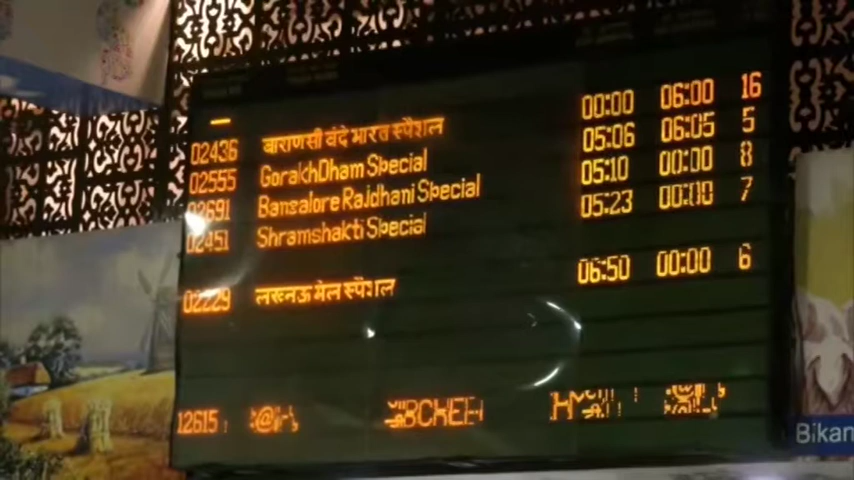 02436 वाराणसी वंदे भारत स्पैशल 00:00 06:00 16
02555 GorakhDham Special 05:06 06:05 5
02691 Bansalore Rajdhani Special 05:10 00:00 8
02451 Shramshakti Special 05:23 00:00 7
02229 लखनऊ मेल स्पैशल 06:50 00:00 6
12615
Bikan